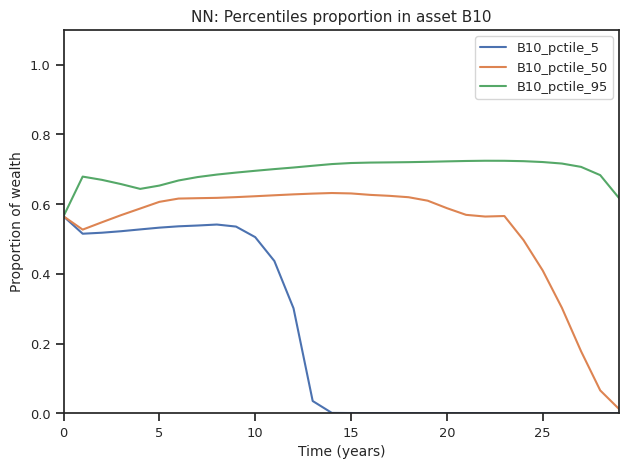 NN: Percentiles proportion in asset B10
B10_pctile_5
B10_pctile_50
B10_pctile_95
Proportion of wealth
1.0
0.8
0.6
0.4
0.2
0.0
0 5 10 15 20 25
Time (years)